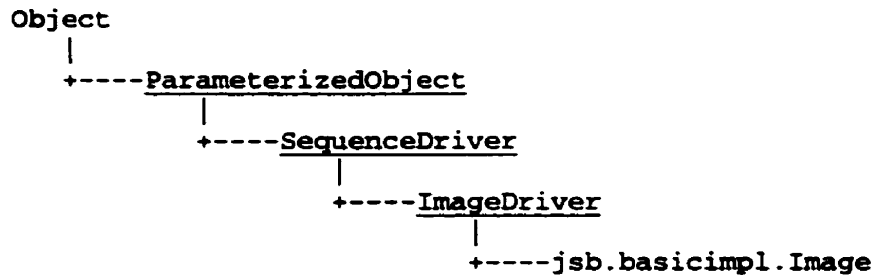 Object
|
+----ParameterizedObject
|
+----SequenceDriver
|
+----ImageDriver
|
+----jsb.basicimpl.Image